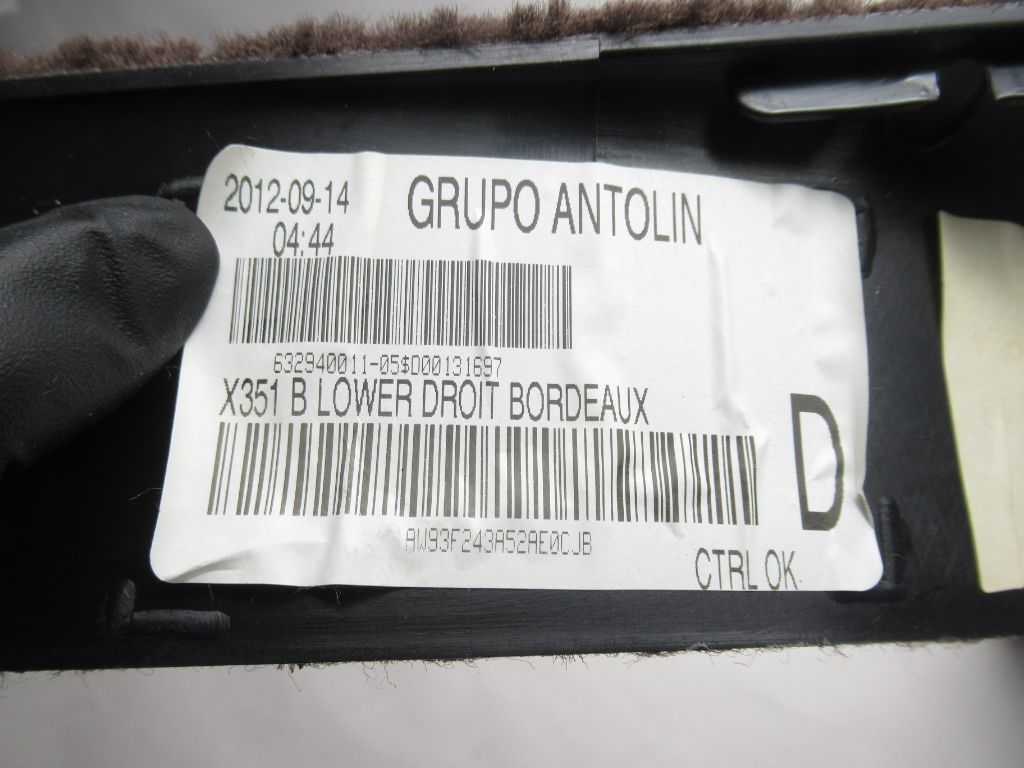 2012-09-14
GRUPO ANTOLIN
04:44
632940011-05$D00131697
X351 B LOWER DROIT BORDEAUX
D
AW93F243A52AE0CJB
CTRL OK